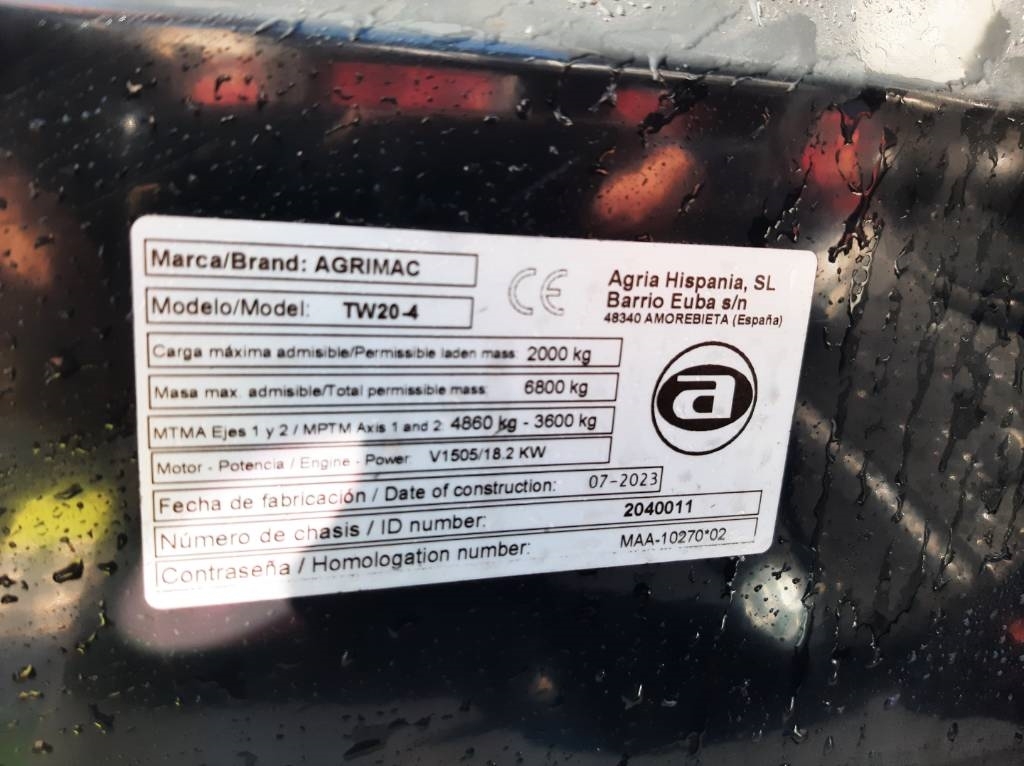 Marca/Brand: AGRIMAC
Modelo/Model: TW20-4
CE
Agria Hispania, SL
Barrio Euba s/n
48340 AMOREBIETA (España)
a
Carga máxima admisible/Permissible laden mass: 2000 kg
Masa max. admisible/Total permissible mass: 6800 kg
MTMA Ejes 1 y 2 / MPTM Axis 1 and 2: 4860 kg - 3600 kg
Motor - Potencia / Engine - Power: V1505/18.2 KW
Fecha de fabricación / Date of construction: 07-2023
Número de chasis / ID number: 2040011
Contraseña / Homologation number: MAA-10270*02